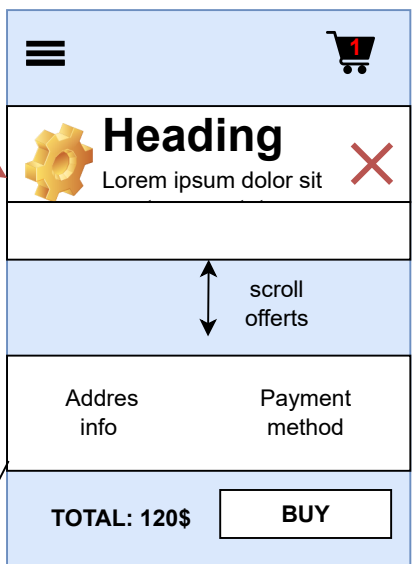 1
Heading
Lorem ipsum dolor sit
scroll
offerts
Addres
info
Payment
method
TOTAL: 120$
BUY